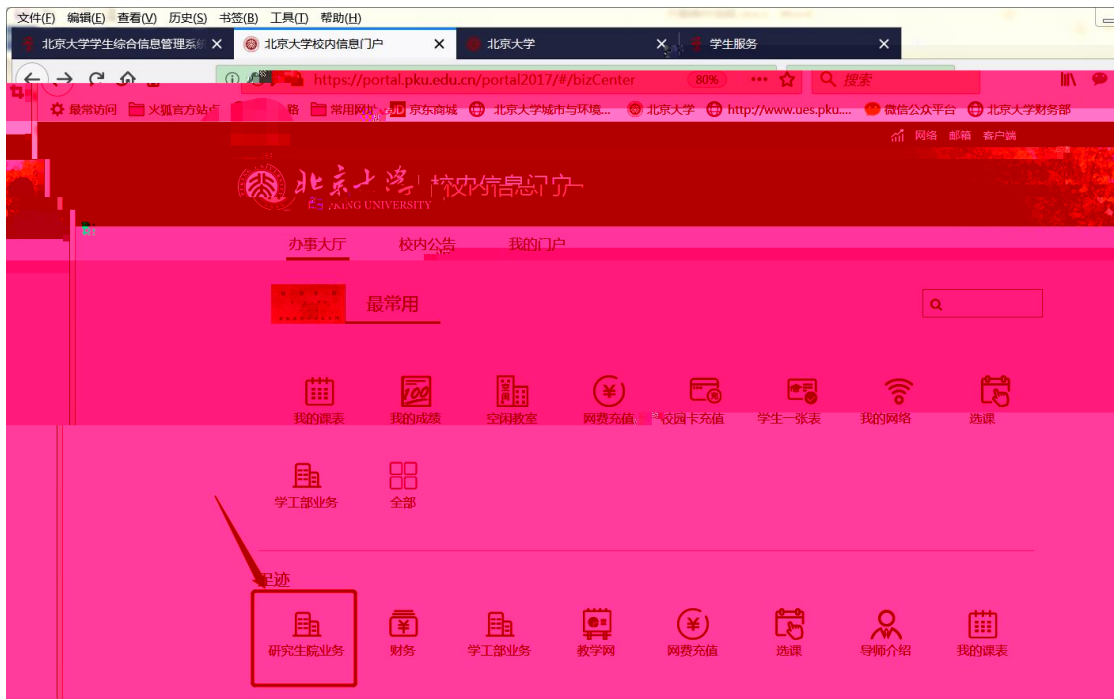 文件(F) 编辑(E) 查看(V) 历史(S) 书签(B) 工具(T) 帮助(H)
北京大学学生综合信息管理系统 北京大学校内信息门户 北京大学 学生服务
https://portal.pku.edu.cn/portal2017/#/bizCenter 80% 搜索
最常访问 火狐官方站点 常用网址 JD 京东商城 北京大学城市与环境... 北京大学 http://www.ues.pku.... 微信公众平台 北京大学财务部
网络 邮箱 客户端
北京大学 校内信息门户
UNIVERSITY
办事大厅 校内公告 我的门户
最常用
我的课表 我的成绩 空闲教室 网费充值 校园卡充值 学生一张表 我的网络 选课
学工部业务 全部
足迹
研究生院业务 财务 学工部业务 教学网 网费充值 选课 导师介绍 我的课表